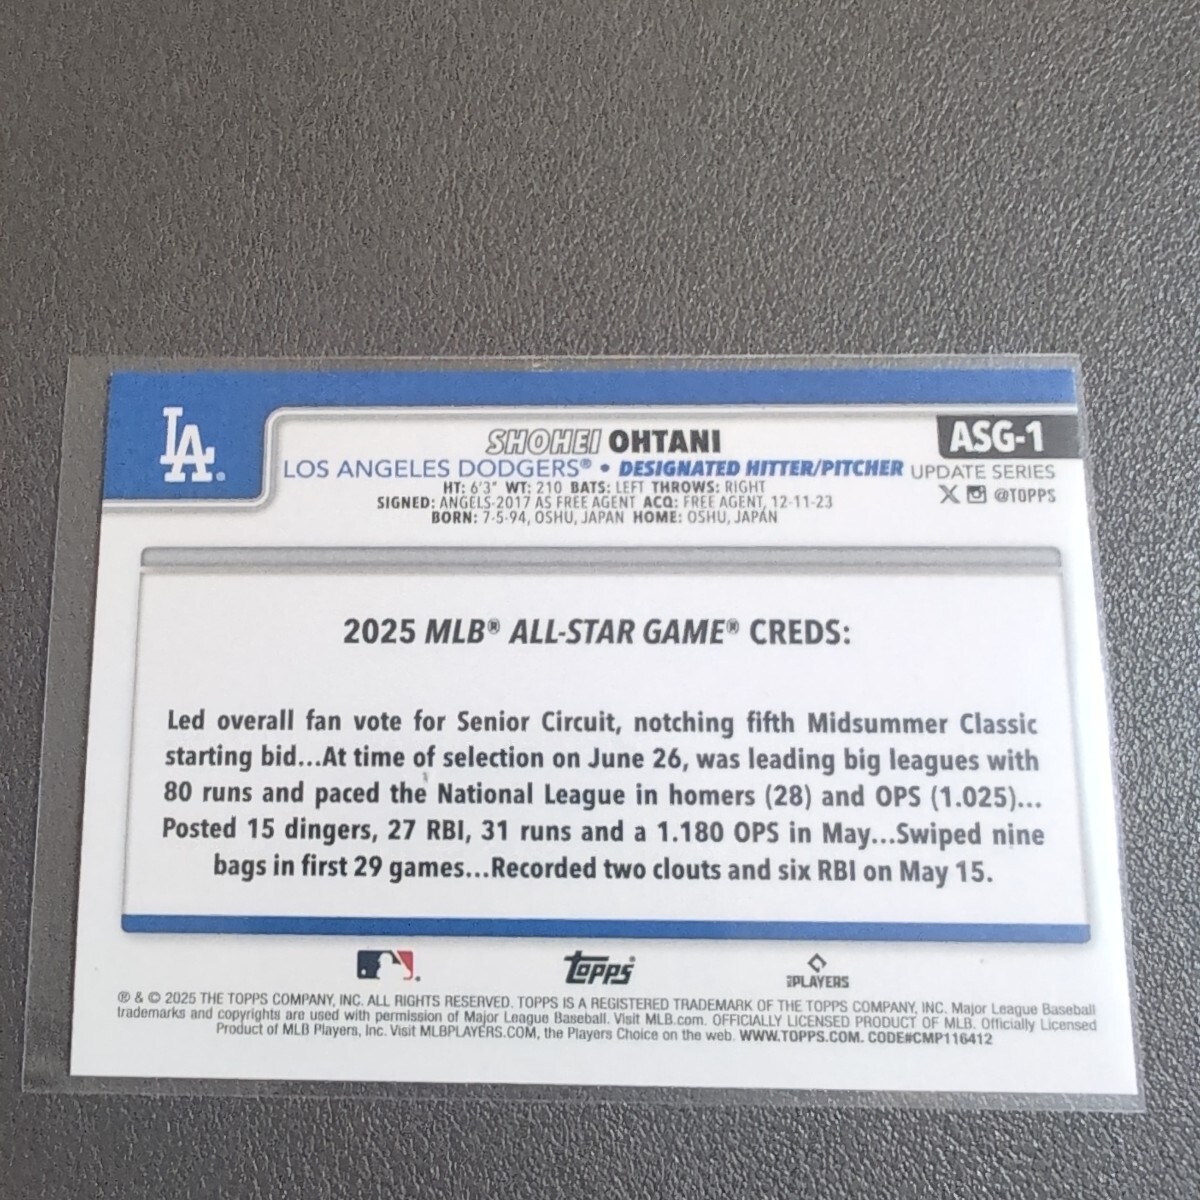 LA
SHOHEI OHTANI
ASG-1
LOS ANGELES DODGERS® • DESIGNATED HITTER/PITCHER
UPDATE SERIES
HT: 6'3" WT: 210 BATS: LEFT THROWS: RIGHT
@TOPPS
SIGNED: ANGELS-2017 AS FREE AGENT ACQ: FREE AGENT, 12-11-23
BORN: 7-5-94, OSHU, JAPAN HOME: OSHU, JAPAN
2025 MLB® ALL-STAR GAME® CREDS:
Led overall fan vote for Senior Circuit, notching fifth Midsummer Classic
starting bid...At time of selection on June 26, was leading big leagues with
80 runs and paced the National League in homers (28) and OPS (1.025)...
Posted 15 dingers, 27 RBI, 31 runs and a 1.180 OPS in May...Swiped nine
bags in first 29 games...Recorded two clouts and six RBI on May 15.
topps
MLBPLAYERS
® & © 2025 THE TOPPS COMPANY, INC. ALL RIGHTS RESERVED. TOPPS IS A REGISTERED TRADEMARK OF THE TOPPS COMPANY, INC. Major League Baseball
trademarks and copyrights are used with permission of Major League Baseball. Visit MLB.com. OFFICIALLY LICENSED PRODUCT OF MLB. Officially Licensed
Product of MLB Players, Inc. Visit MLBPLAYERS.COM, the Players Choice on the web. WWW.TOPPS.COM. CODE#CMP116412